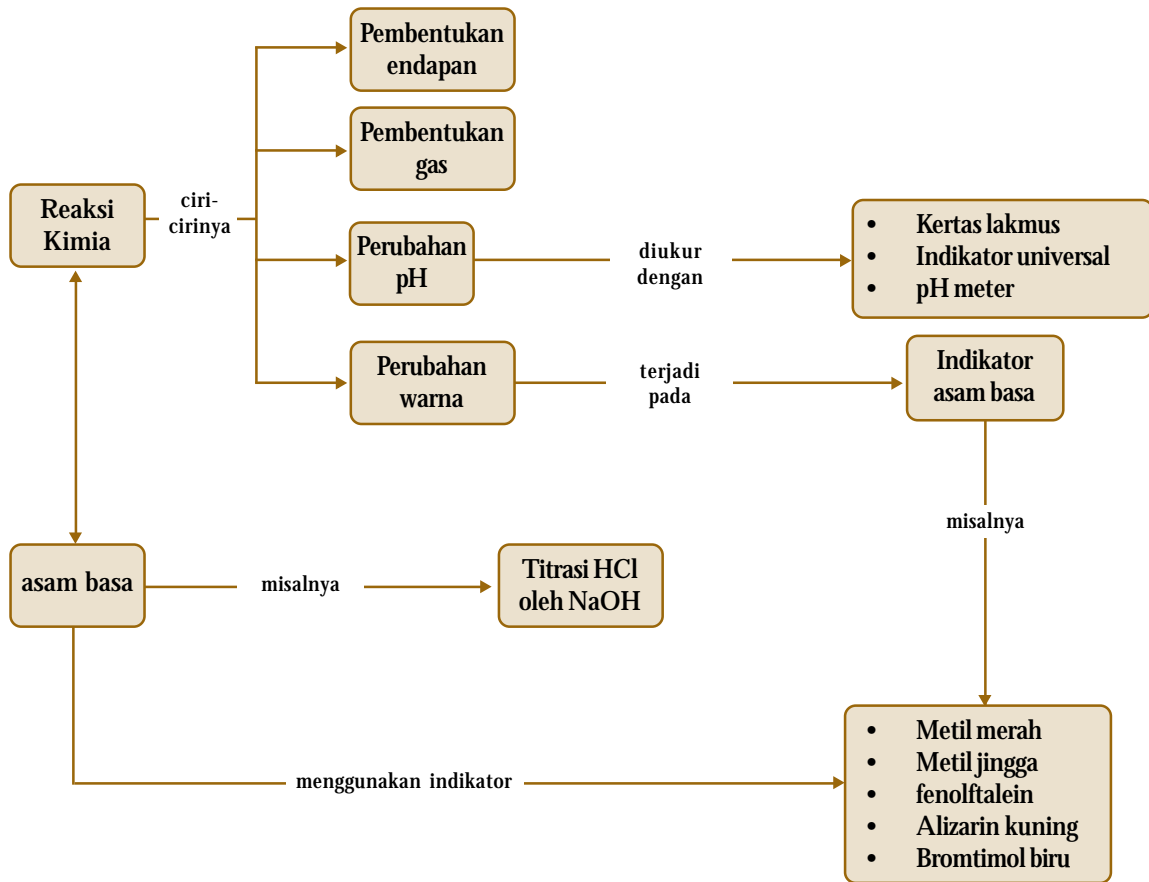 Pembentukan
endapan
Pembentukan
gas
Reaksi
Kimia
ciri-
cirinya
Perubahan
pH
diukur
dengan
• Kertas lakmus
• Indikator universal
• pH meter
Perubahan
warna
terjadi
pada
Indikator
asam basa
misalnya
asam basa
misalnya
Titrasi HCl
oleh NaOH
menggunakan indikator
• Metil merah
• Metil jingga
• fenolftalein
• Alizarin kuning
• Bromtimol biru